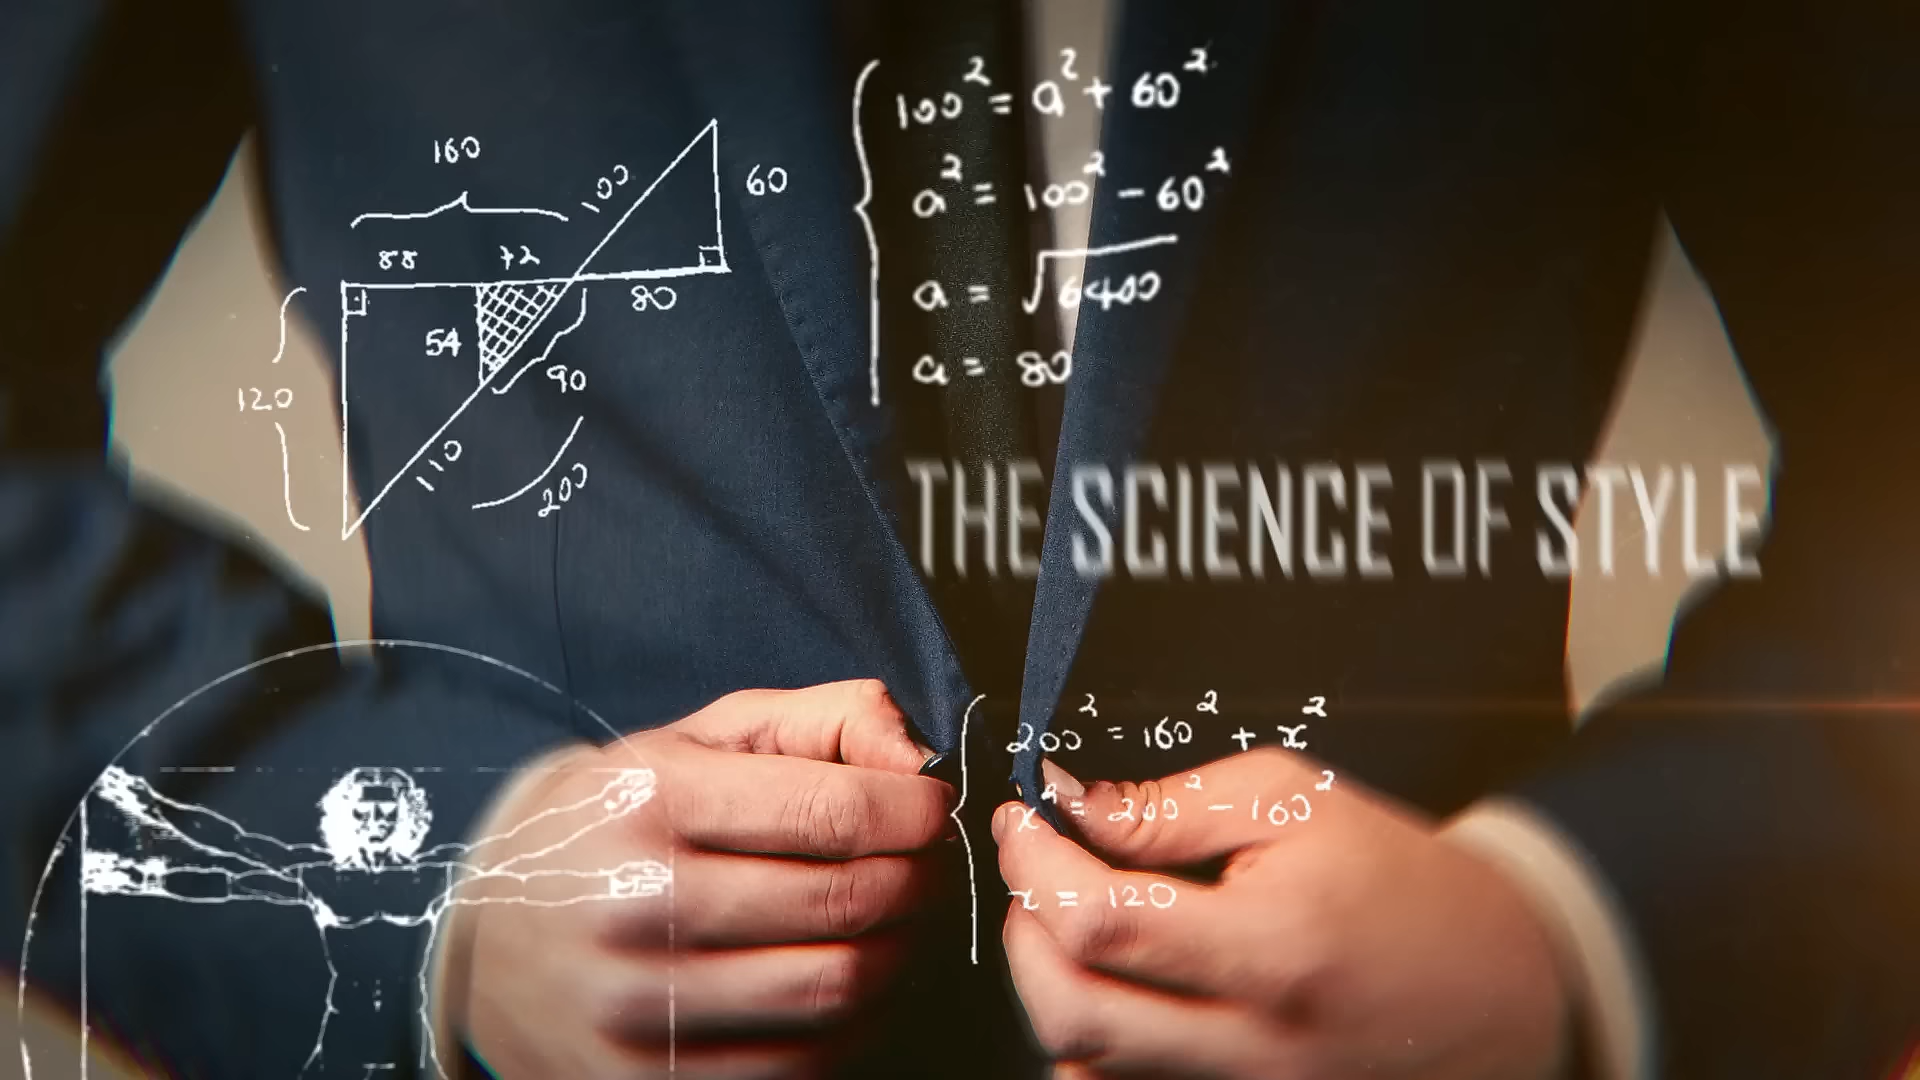 160
100
60
88 72
80
54
90
120
110
200
100² = a² + 60²
a² = 100² - 60²
a = √6400
a = 80
THE SCIENCE OF STYLE
200² = 160² + x²
x² = 200² - 160²
x = 120